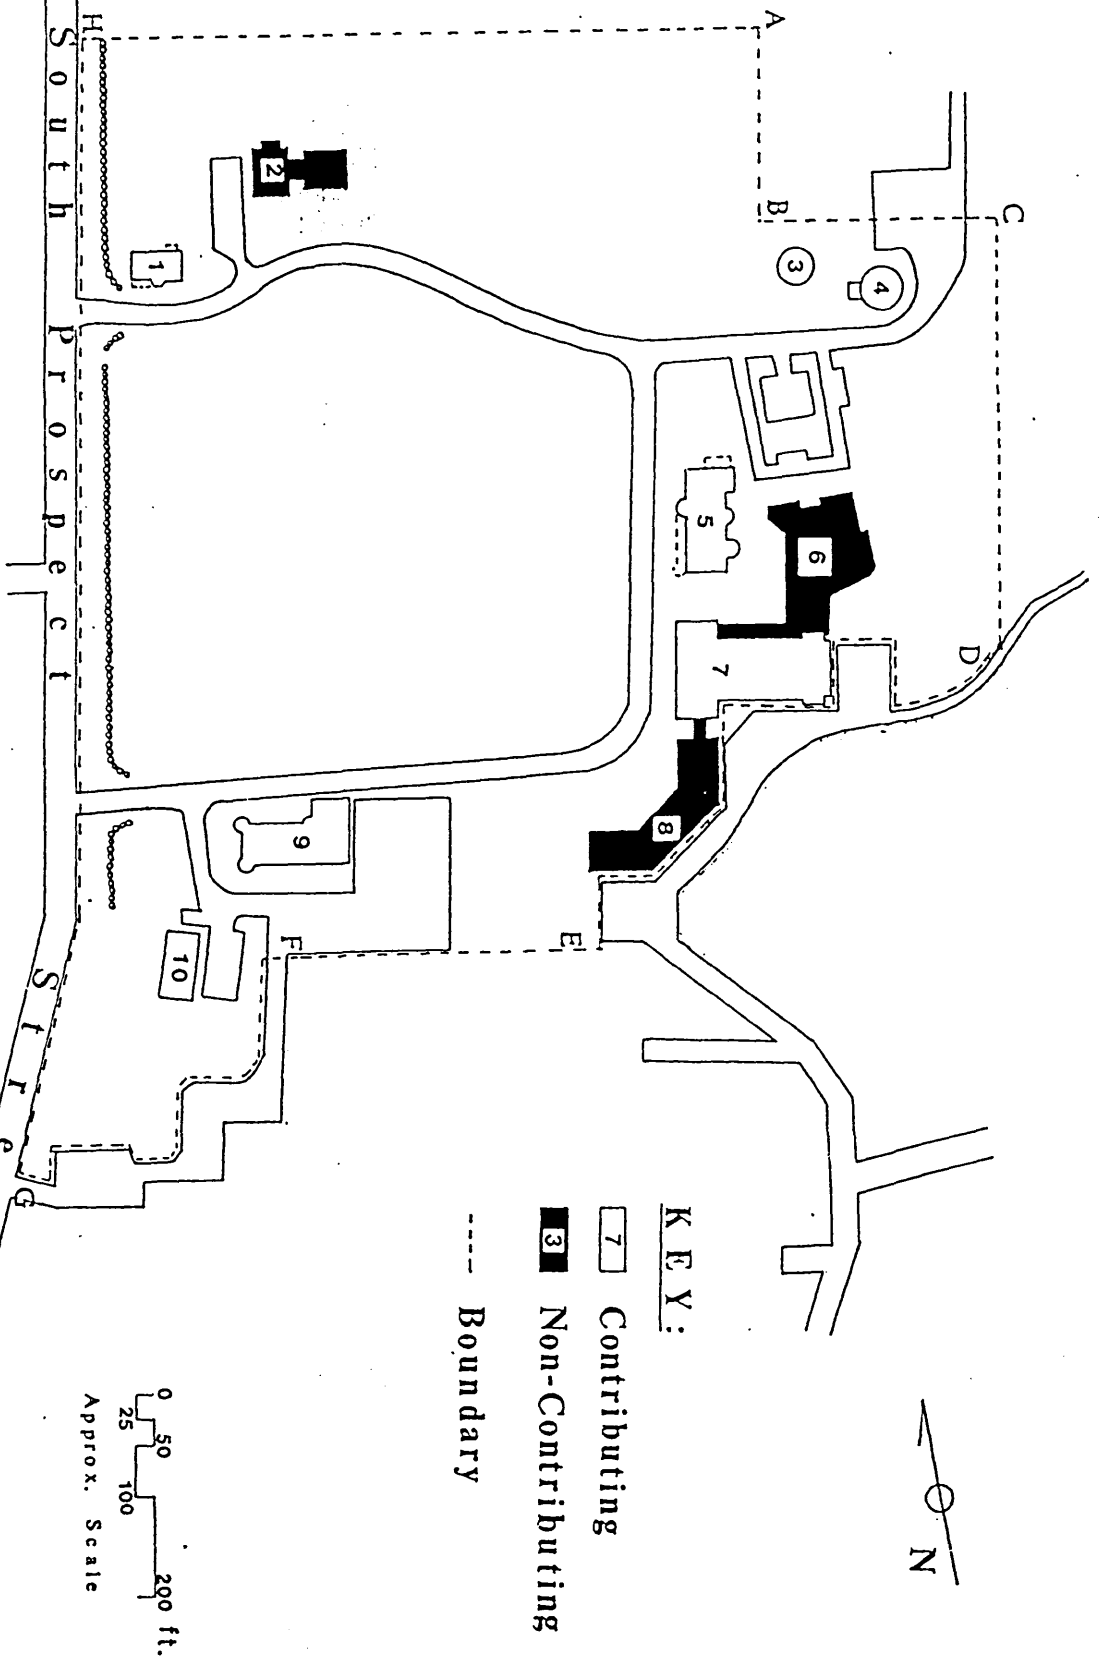 A
B
C
D
E
F
G
H
1
2
3
4
5
6
7
8
9
10
South Prospect Stre
KEY:
7 Contributing
3 Non-Contributing
---- Boundary
N
0 25 50 100 200 ft.
Approx. Scale